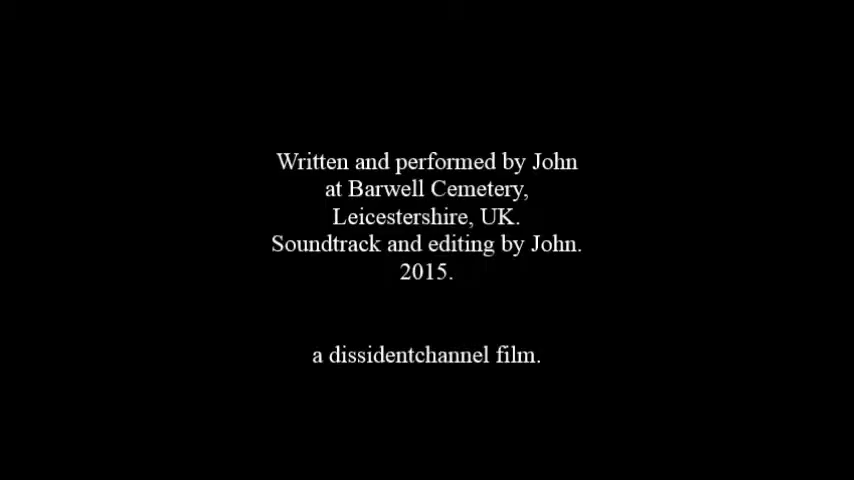 Written and performed by John
at Barwell Cemetery,
Leicestershire, UK.
Soundtrack and editing by John.
2015.
a dissidentchannel film.